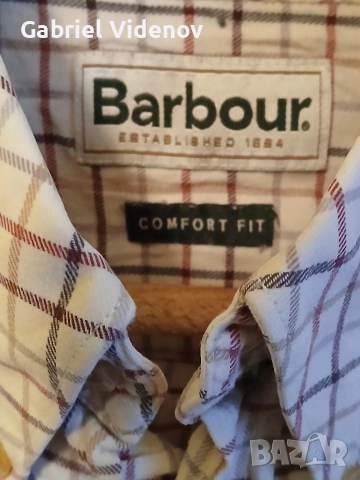 Gabriel Videnov
Barbour®
ESTABLISHED 1894
COMFORT FIT
BAZAR